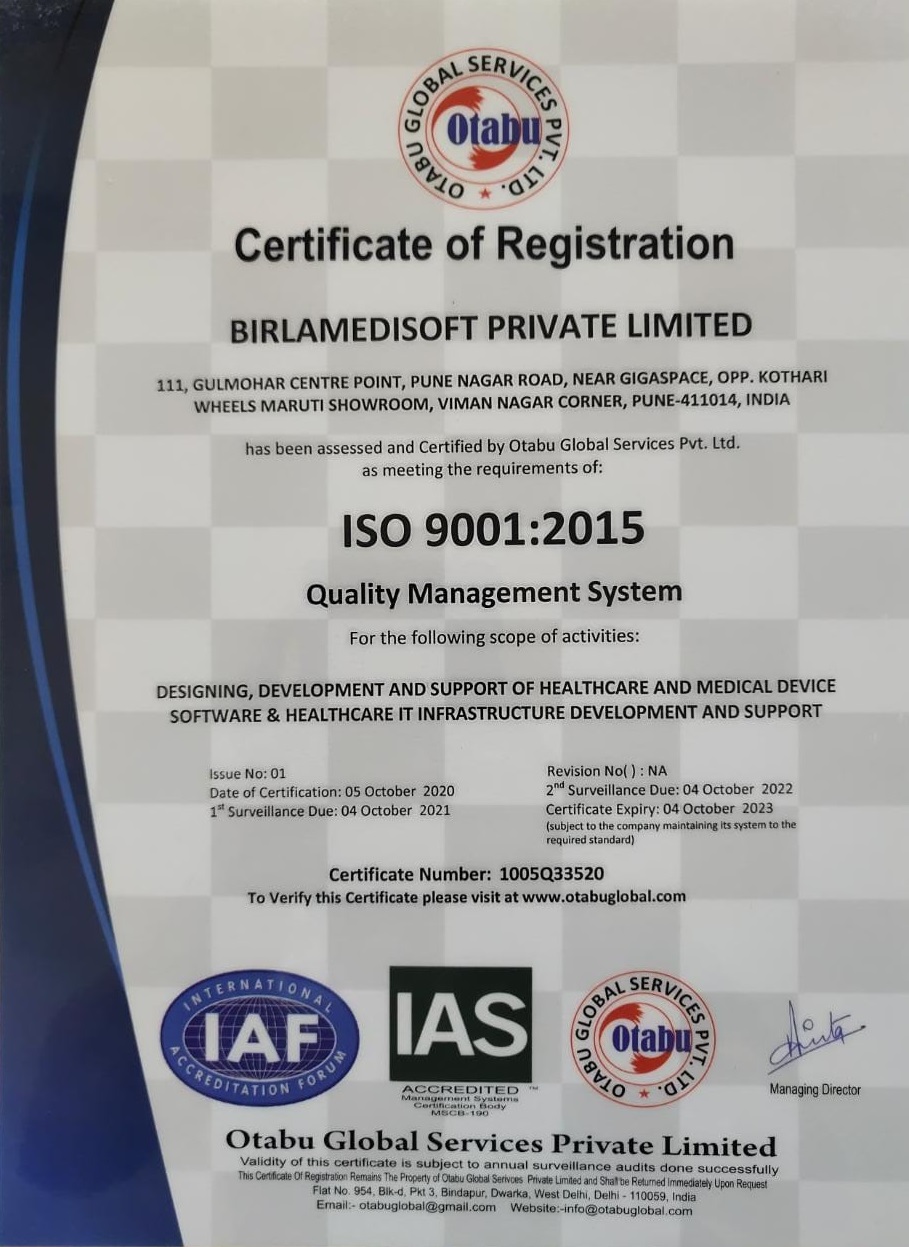 OTABU GLOBAL SERVICES PVT. LTD.
Otabu
Certificate of Registration
BIRLAMEDISOFT PRIVATE LIMITED
111, GULMOHAR CENTRE POINT, PUNE NAGAR ROAD, NEAR GIGASPACE, OPP. KOTHARI
WHEELS MARUTI SHOWROOM, VIMAN NAGAR CORNER, PUNE-411014, INDIA
has been assessed and Certified by Otabu Global Services Pvt. Ltd.
as meeting the requirements of:
ISO 9001:2015
Quality Management System
For the following scope of activities:
DESIGNING, DEVELOPMENT AND SUPPORT OF HEALTHCARE AND MEDICAL DEVICE
SOFTWARE & HEALTHCARE IT INFRASTRUCTURE DEVELOPMENT AND SUPPORT
Issue No: 01
Date of Certification: 05 October 2020
1st Surveillance Due: 04 October 2021
Revision No( ) : NA
2nd Surveillance Due: 04 October 2022
Certificate Expiry: 04 October 2023
(subject to the company maintaining its system to the
required standard)
Certificate Number: 1005Q33520
To Verify this Certificate please visit at www.otabuglobal.com
INTERNATIONAL
IAF
ACCREDITATION FORUM
IAS
ACCREDITED ™
Management Systems
Certification Body
MSCB-190
OTABU GLOBAL SERVICES PVT. LTD.
Otabu
Managing Director
Otabu Global Services Private Limited
Validity of this certificate is subject to annual surveillance audits done successfully
This Certificate Of Registration Remains The Property of Otabu Global Serivces Private Limited and Shall be Returned Immediately Upon Request
Flat No. 954, Blk-d, Pkt 3, Bindapur, Dwarka, West Delhi, Delhi - 110059, India
Email:- otabuglobal@gmail.com Website:-info@otabuglobal.com